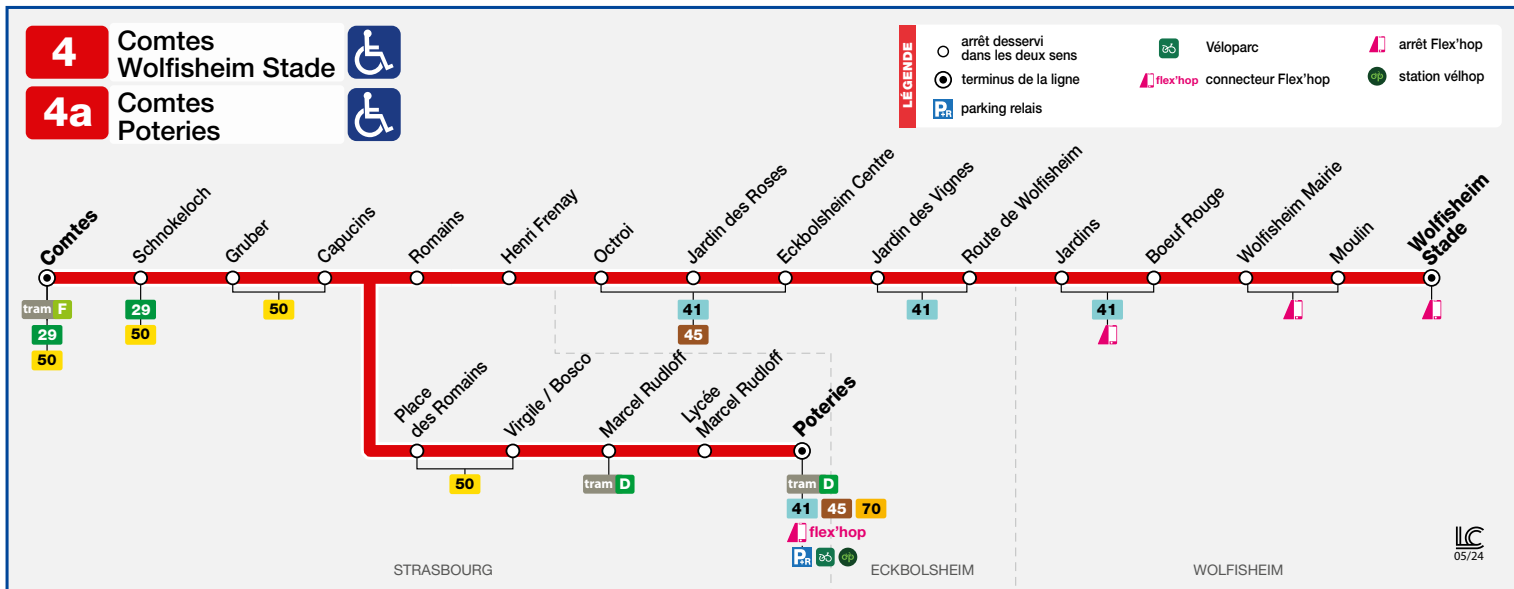 4
Comtes
Wolfisheim Stade
4a
Comtes
Poteries
LÉGENDE
arrêt desservi
dans les deux sens
terminus de la ligne
P+R parking relais
Véloparc
flex'hop connecteur Flex'hop
arrêt Flex'hop
station vélhop
Comtes
Schnokeloch
Gruber
Capucins
Romains
Henri Frenay
Octroi
Jardin des Roses
Eckbolsheim Centre
Jardin des Vignes
Route de Wolfisheim
Jardins
Boeuf Rouge
Wolfisheim Mairie
Moulin
Wolfisheim
Stade
tram F
29
50
29
50
50
41
45
41
41
Place
des Romains
Virgile / Bosco
Marcel Rudloff
Lycée
Marcel Rudloff
Poteries
50
tram D
tram D
41 45 70
flex'hop
P+R
STRASBOURG
ECKBOLSHEIM
WOLFISHEIM
LC
05/24